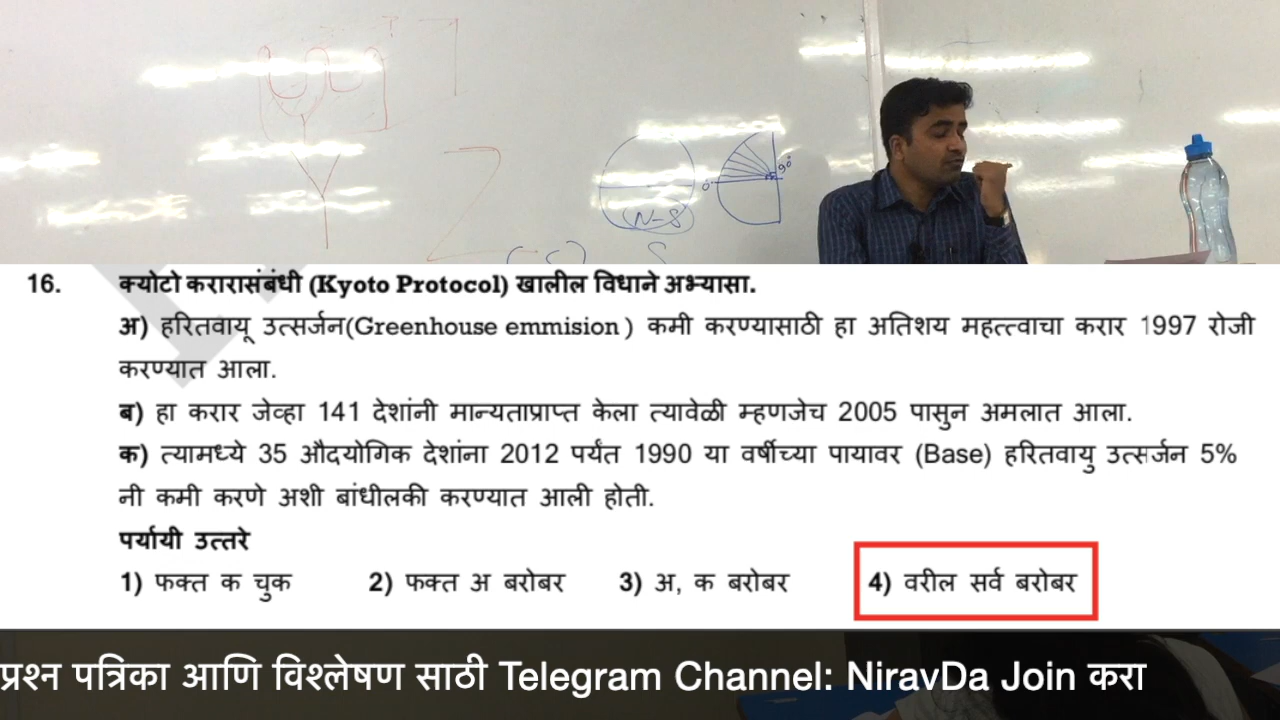 (N-S)
0°
90°
16. क्योटो करारासंबंधी (Kyoto Protocol) खालील विधाने अभ्यासा.
अ) हरितवायू उत्सर्जन(Greenhouse emmision ) कमी करण्यासाठी हा अतिशय महत्त्वाचा करार 1997 रोजी
करण्यात आला.
ब) हा करार जेव्हा 141 देशांनी मान्यताप्राप्त केला त्यावेळी म्हणजेच 2005 पासुन अमलात आला.
क) त्यामध्ये 35 औदयोगिक देशांना 2012 पर्यंत 1990 या वर्षीच्या पायावर (Base) हरितवायु उत्सर्जन 5%
नी कमी करणे अशी बांधीलकी करण्यात आली होती.
पर्यायी उत्तरे
1) फक्त क चुक 2) फक्त अ बरोबर 3) अ, क बरोबर 4) वरील सर्व बरोबर
प्रश्न पत्रिका आणि विश्लेषण साठी Telegram Channel: NiravDa Join करा